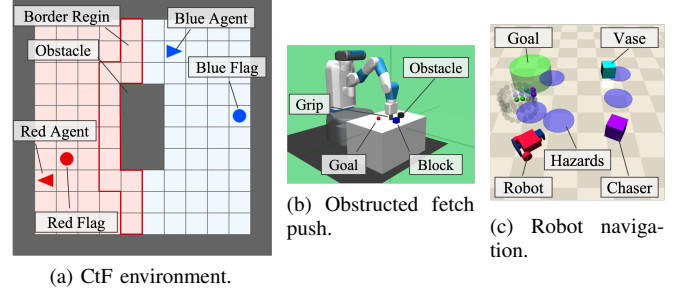 Border Regin
Blue Agent
Obstacle
Blue Flag
Red Agent
Red Flag
(a) CtF environment.
Obstacle
Grip
Goal
Block
(b) Obstructed fetch
push.
Goal
Vase
Hazards
Robot
Chaser
(c) Robot naviga-
tion.